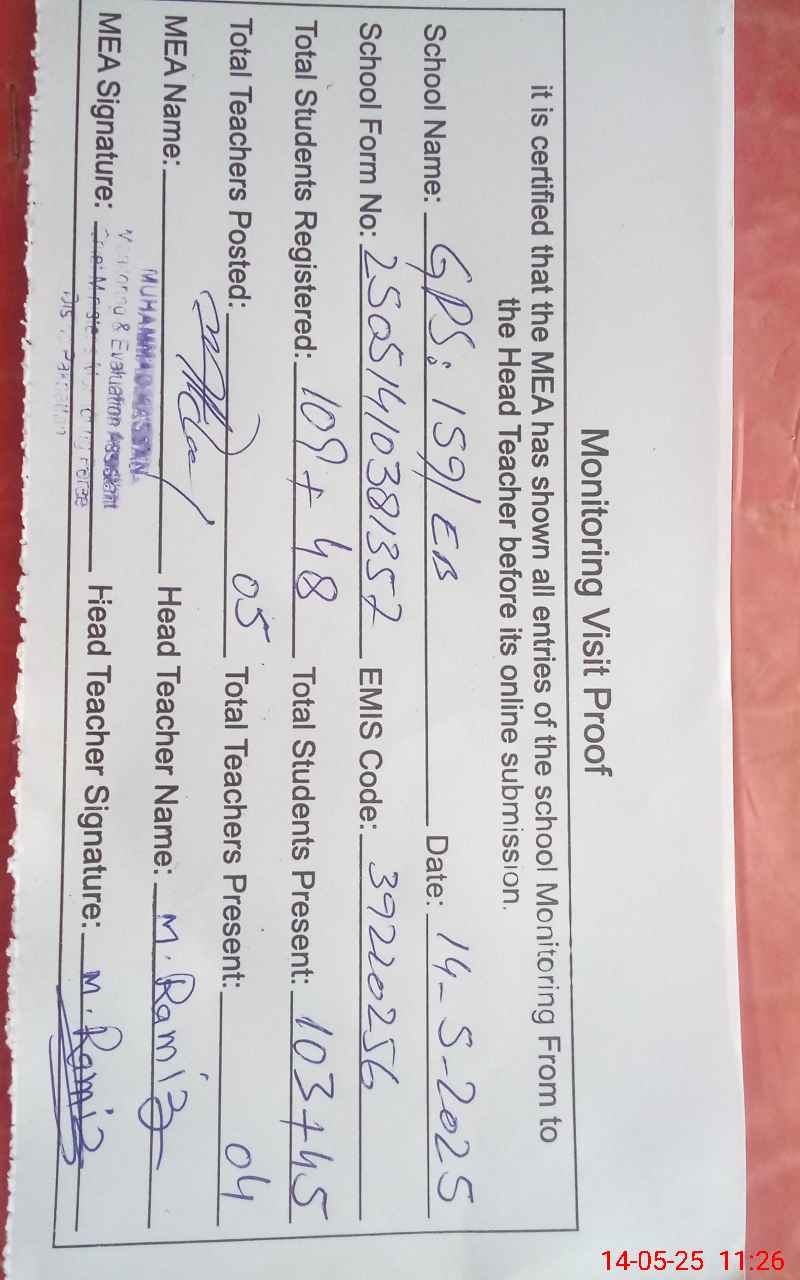 Monitoring Visit Proof
it is certified that the MEA has shown all entries of the school Monitoring From to
the Head Teacher before its online submission.
School Name: GPS: 159/EB Date: 14-5-2025
School Form No: 25051410381357 EMIS Code: 39220256
Total Students Registered: 109 + 48 Total Students Present: 103 + 45
Total Teachers Posted: 05 Total Teachers Present: 04
MEA Name: Head Teacher Name: M. Ramiz
MUHAMMAD HASSAN
& Evaluation Assistant
MEA Signature: Head Teacher Signature: M. Ramiz
14-05-25 11:26